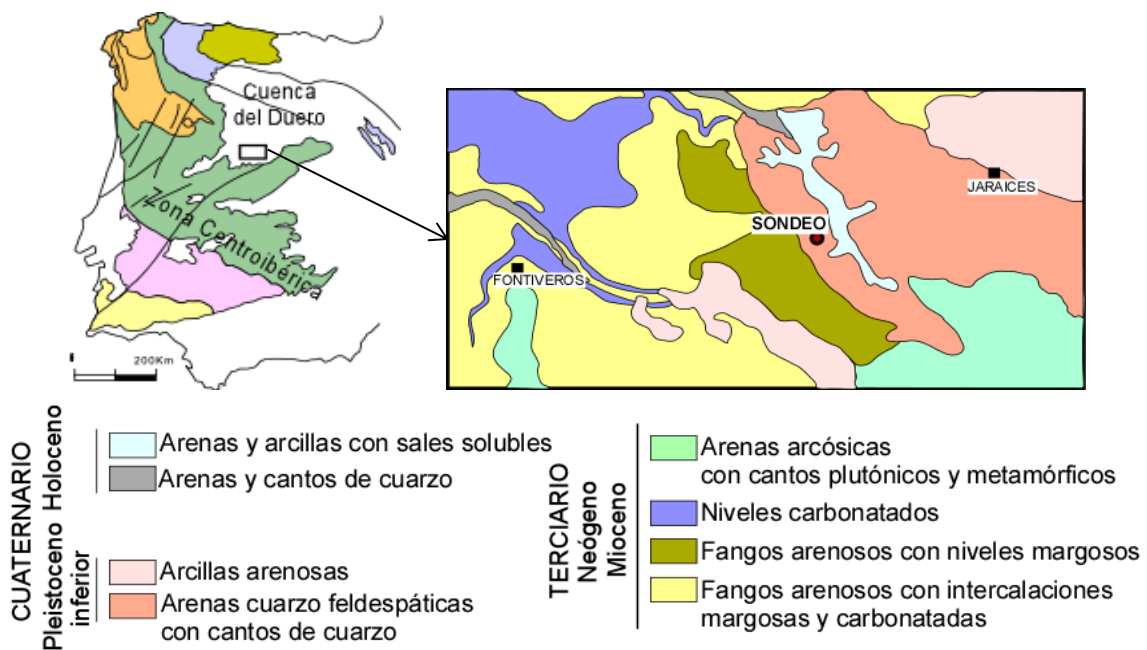 Cuenca
del Duero
Zona Centroibérica
200Km
JARAICES
SONDEO
FONTIVEROS
CUATERNARIO
Pleistoceno Holoceno
inferior
Arenas y arcillas con sales solubles
Arenas y cantos de cuarzo
Arcillas arenosas
Arenas cuarzo feldespáticas
con cantos de cuarzo
TERCIARIO
Neógeno
Mioceno
Arenas arcósicas
con cantos plutónicos y metamórficos
Niveles carbonatados
Fangos arenosos con niveles margosos
Fangos arenosos con intercalaciones
margosas y carbonatadas